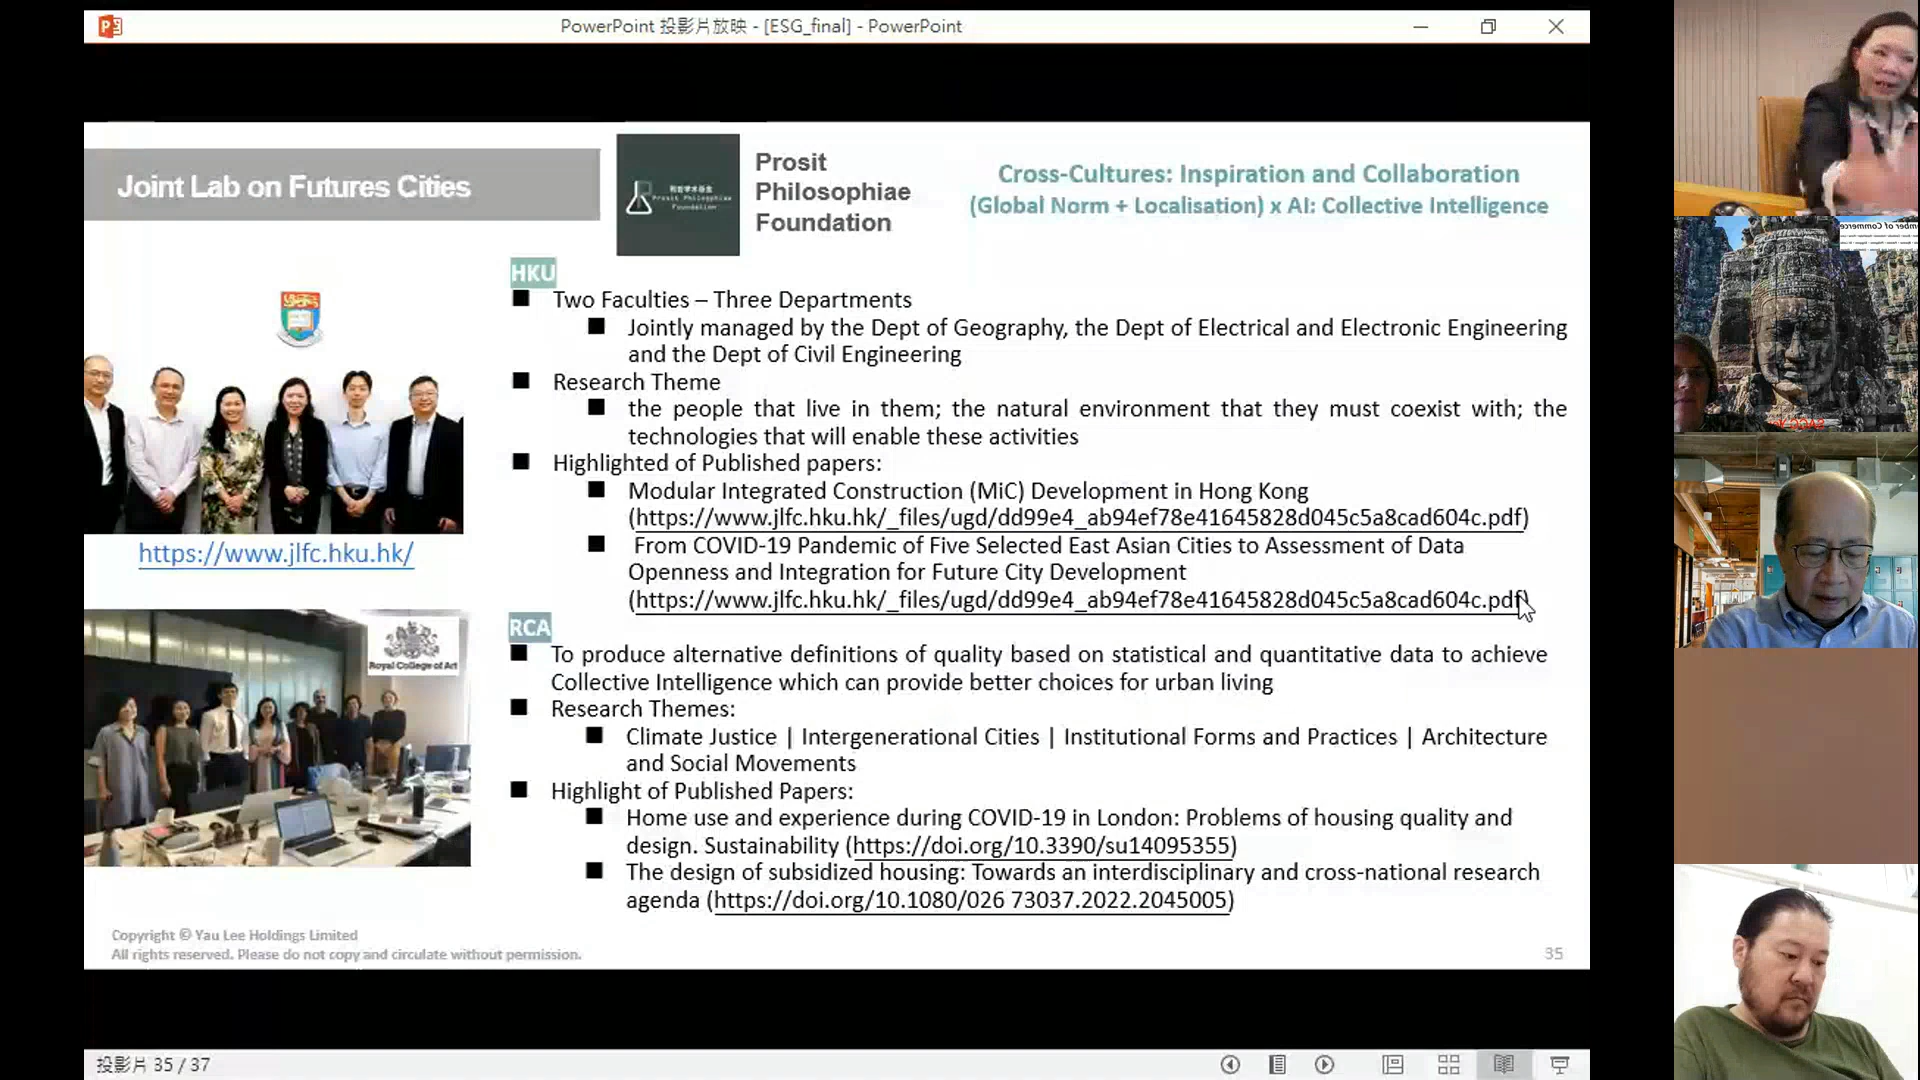 PowerPoint 投影片放映 - [ESG_final] - PowerPoint
Joint Lab on Futures Cities
Prosit
Philosophiae
Foundation
Prosit Philosophiae
Foundation
Cross-Cultures: Inspiration and Collaboration
(Global Norm + Localisation) x AI: Collective Intelligence
HKU
Two Faculties – Three Departments
Jointly managed by the Dept of Geography, the Dept of Electrical and Electronic Engineering
and the Dept of Civil Engineering
Research Theme
the people that live in them; the natural environment that they must coexist with; the
technologies that will enable these activities
Highlighted of Published papers:
Modular Integrated Construction (MiC) Development in Hong Kong
(https://www.jlfc.hku.hk/_files/ugd/dd99e4_ab94ef78e41645828d045c5a8cad604c.pdf)
From COVID-19 Pandemic of Five Selected East Asian Cities to Assessment of Data
Openness and Integration for Future City Development
(https://www.jlfc.hku.hk/_files/ugd/dd99e4_ab94ef78e41645828d045c5a8cad604c.pdf)
https://www.jlfc.hku.hk/
Royal College of Art
RCA
To produce alternative definitions of quality based on statistical and quantitative data to achieve
Collective Intelligence which can provide better choices for urban living
Research Themes:
Climate Justice | Intergenerational Cities | Institutional Forms and Practices | Architecture
and Social Movements
Highlight of Published Papers:
Home use and experience during COVID-19 in London: Problems of housing quality and
design. Sustainability (https://doi.org/10.3390/su14095355)
The design of subsidized housing: Towards an interdisciplinary and cross-national research
agenda (https://doi.org/10.1080/026 73037.2022.2045005)
Copyright © Yau Lee Holdings Limited
All rights reserved. Please do not copy and circulate without permission.
35
投影片 35 / 37
mber of Commerce